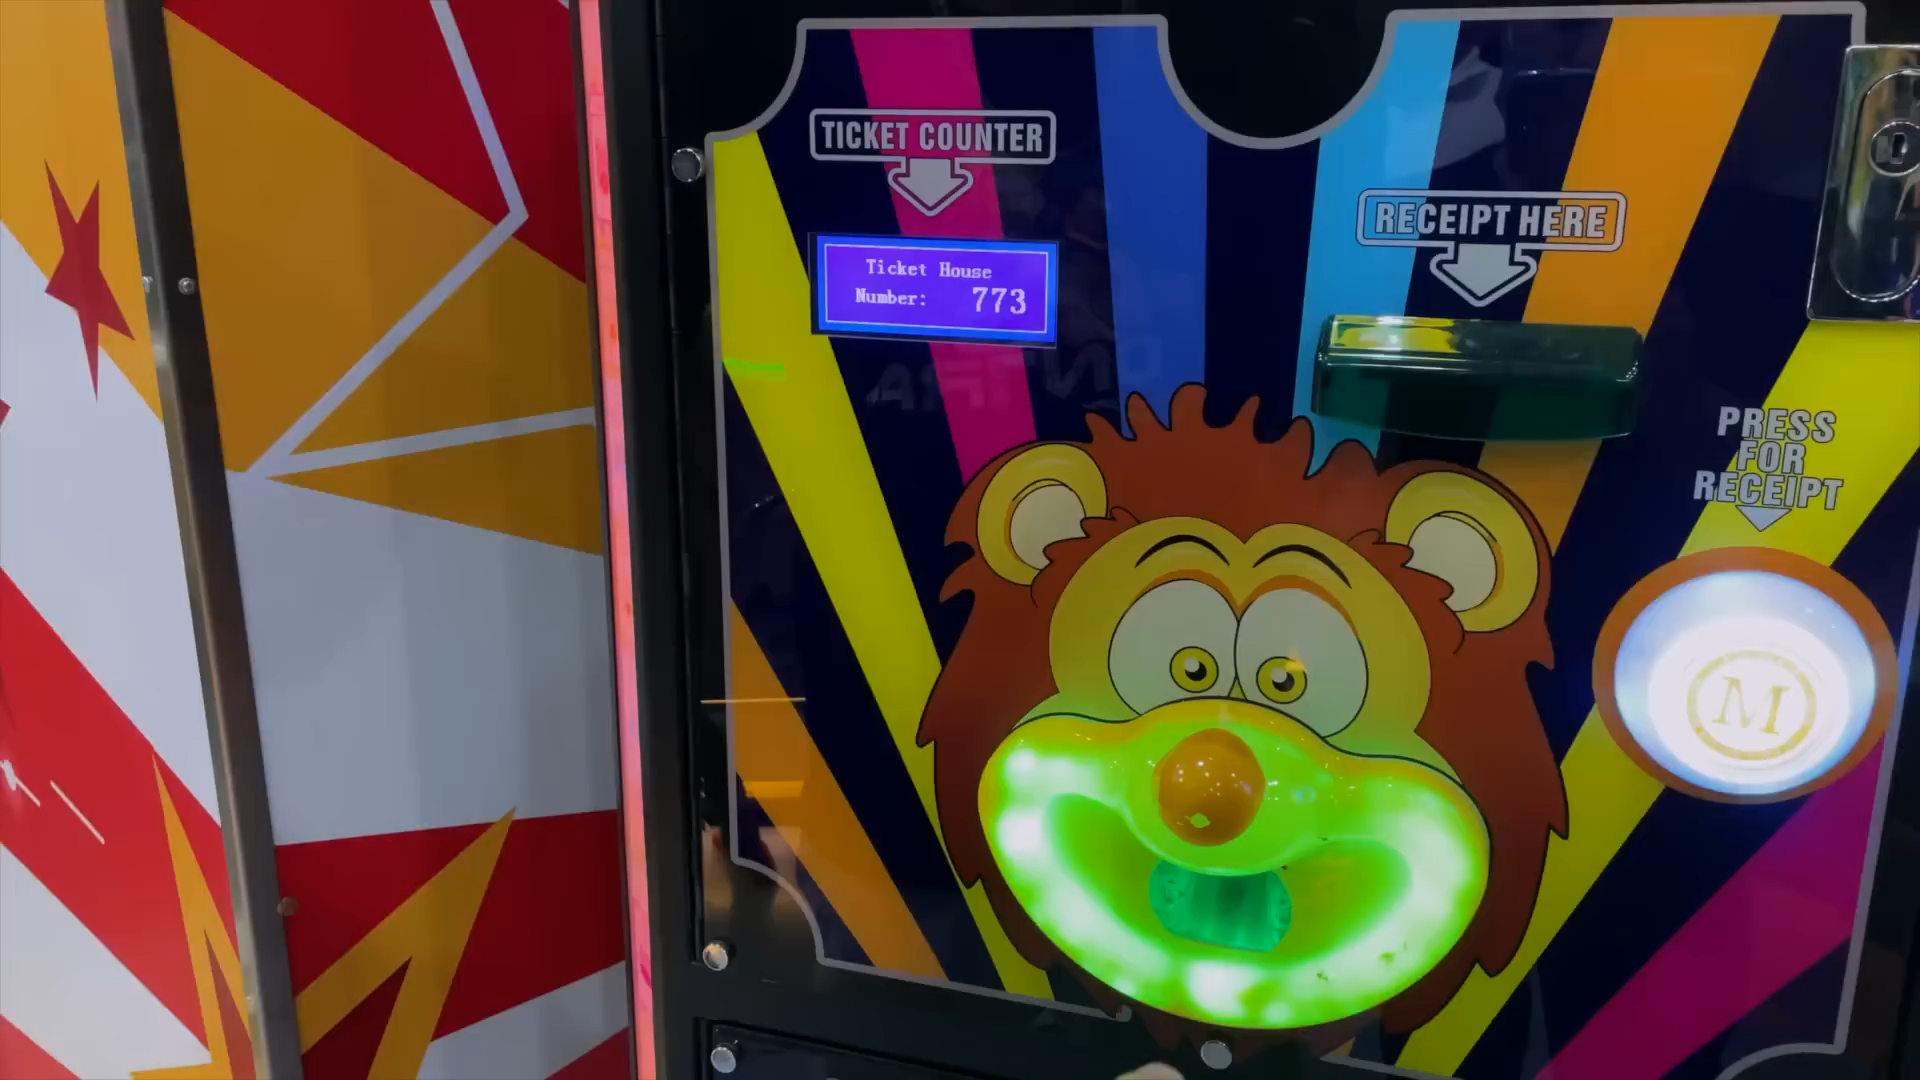 TICKET COUNTER
Ticket House
Number: 773
RECEIPT HERE
PRESS
FOR
RECEIPT
M